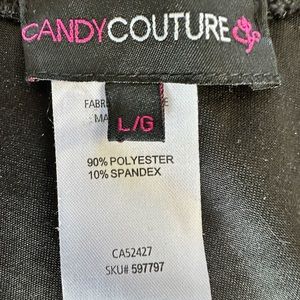 CANDYCOUTURE
L/G
90% POLYESTER
10% SPANDEX
CA52427
SKU# 597797